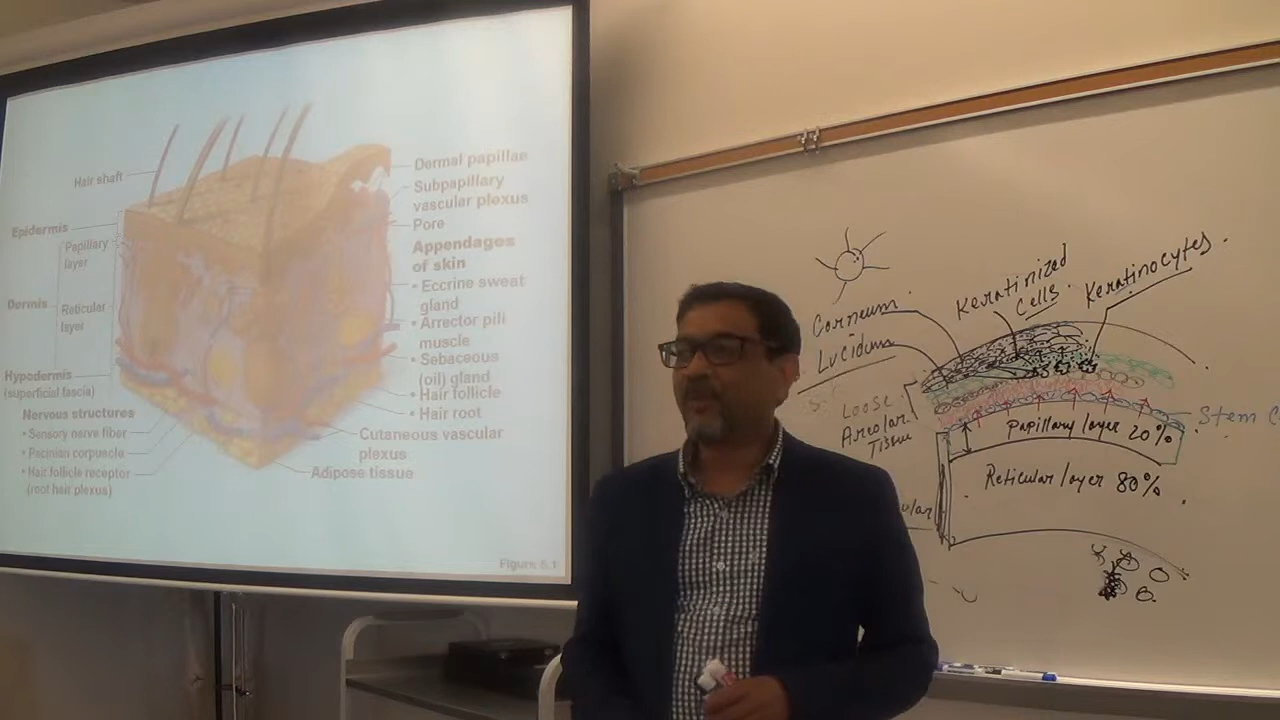 Hair shaft
Epidermis
Papillary
layer
Dermis
Reticular
layer
Hypodermis
(superficial fascia)
Nervous structures
• Sensory nerve fiber
• Pacinian corpuscle
• Hair follicle receptor
(root hair plexus)
Dermal papillae
Subpapillary
vascular plexus
Pore
Appendages
of skin
• Eccrine sweat
gland
• Arrector pili
muscle
• Sebaceous
(oil) gland
• Hair follicle
• Hair root
Cutaneous vascular
plexus
Adipose tissue
Figure 5.1
Corneum
Lucidum
Keratinized
Cells
Keratinocytes
Loose
Areolar
Tissue
Stem C
Papillary layer 20%
Reticular layer 80%